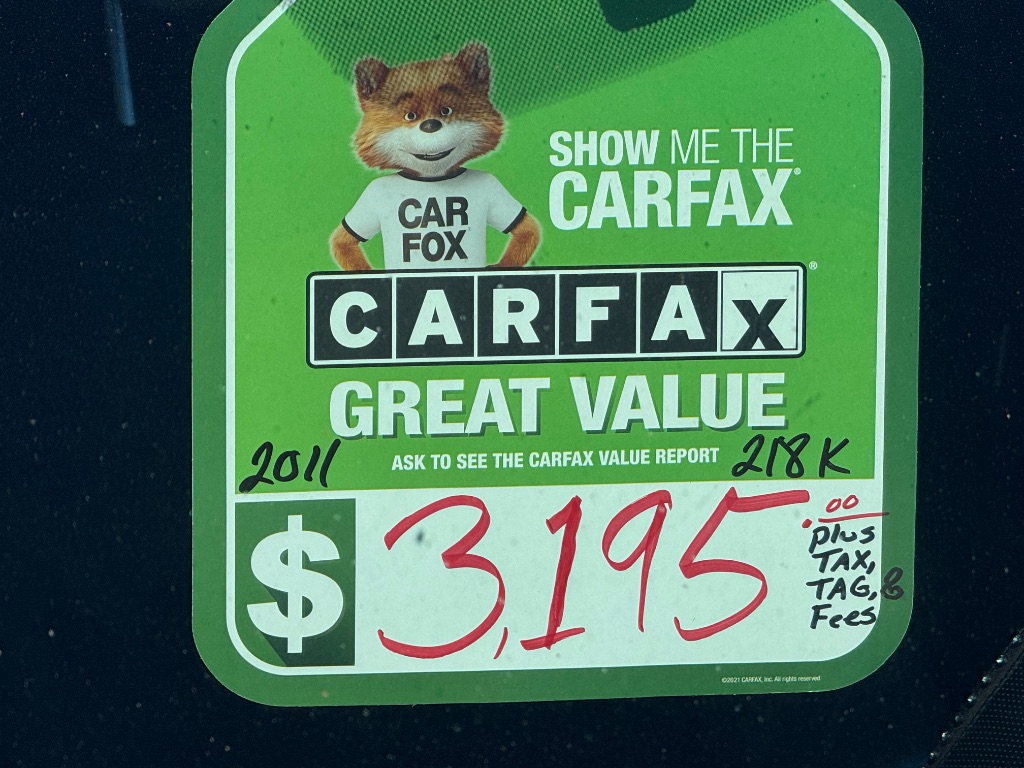 SHOW ME THE
CARFAX®
CAR
FOX
CARFAX®
GREAT VALUE
2011
ASK TO SEE THE CARFAX VALUE REPORT
218K
$3,195.00
plus
TAX,
TAG, &
Fees
©2021 CARFAX, Inc. All rights reserved